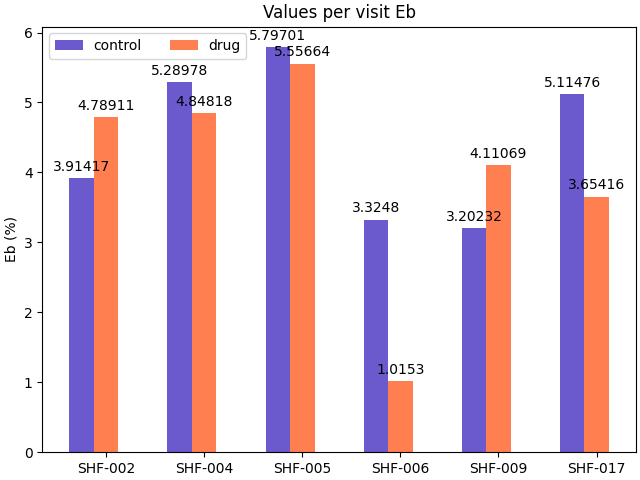 Values per visit Eb
control
drug
Eb (%)
6
5
4
3
2
1
0
3.91417
4.78911
5.28978
4.84818
5.79701
5.55664
3.3248
1.0153
3.20232
4.11069
5.11476
3.65416
SHF-002
SHF-004
SHF-005
SHF-006
SHF-009
SHF-017